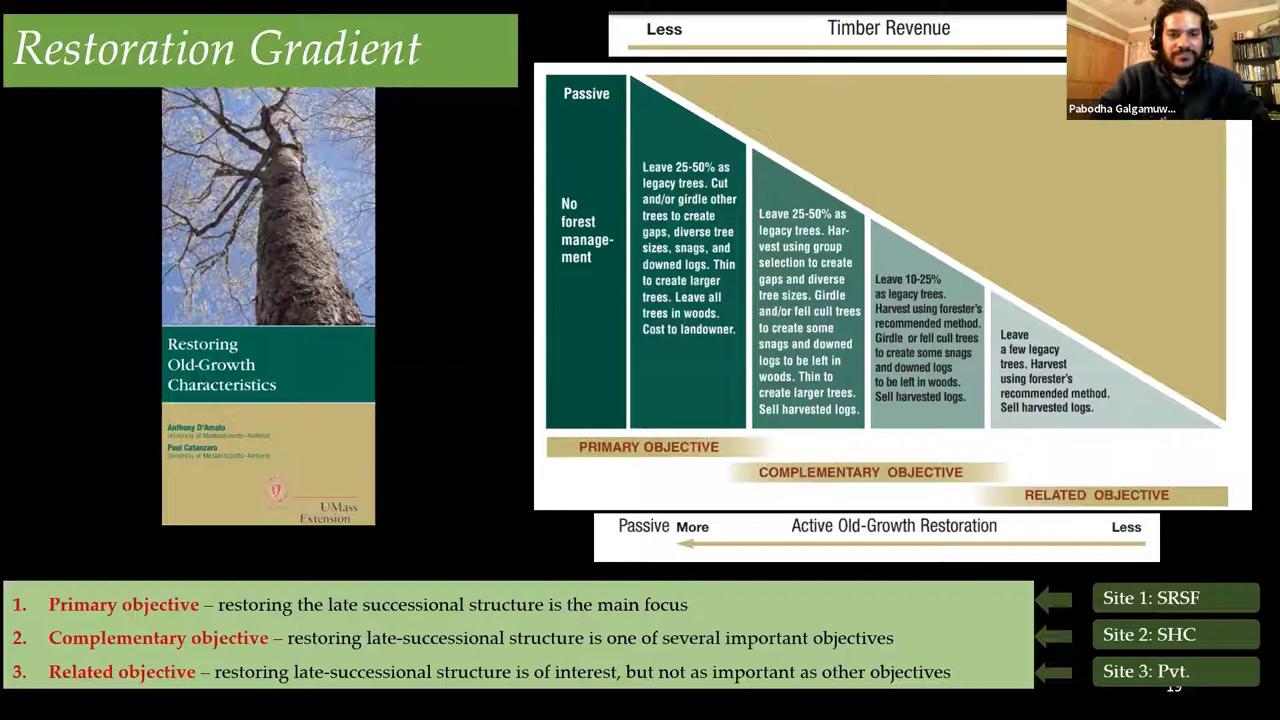 Restoration Gradient
Less Timber Revenue
Pabodha Galgamuw...
Restoring
Old-Growth
Characteristics
Anthony D'Amato
University of Massachusetts–Amherst
Paul Catanzaro
University of Massachusetts–Amherst
UMass
Extension
Passive
No
forest
manage-
ment
Leave 25-50% as
legacy trees. Cut
and/or girdle other
trees to create
gaps, diverse tree
sizes, snags, and
downed logs. Thin
to create larger
trees. Leave all
trees in woods.
Cost to landowner.
Leave 25-50% as
legacy trees. Har-
vest using group
selection to create
gaps and diverse
tree sizes. Girdle
and/or fell cull trees
to create some
snags and downed
logs to be left in
woods. Thin to
create larger trees.
Sell harvested logs.
Leave 10-25%
as legacy trees.
Harvest using forester's
recommended method.
Girdle or fell cull trees
to create some snags
and downed logs
to be left in woods.
Sell harvested logs.
Leave
a few legacy
trees. Harvest
using forester's
recommended method.
Sell harvested logs.
PRIMARY OBJECTIVE
COMPLEMENTARY OBJECTIVE
RELATED OBJECTIVE
Passive More Active Old-Growth Restoration Less
1. Primary objective – restoring the late successional structure is the main focus
2. Complementary objective – restoring late-successional structure is one of several important objectives
3. Related objective – restoring late-successional structure is of interest, but not as important as other objectives
Site 1: SRSF
Site 2: SHC
Site 3: Pvt.
19